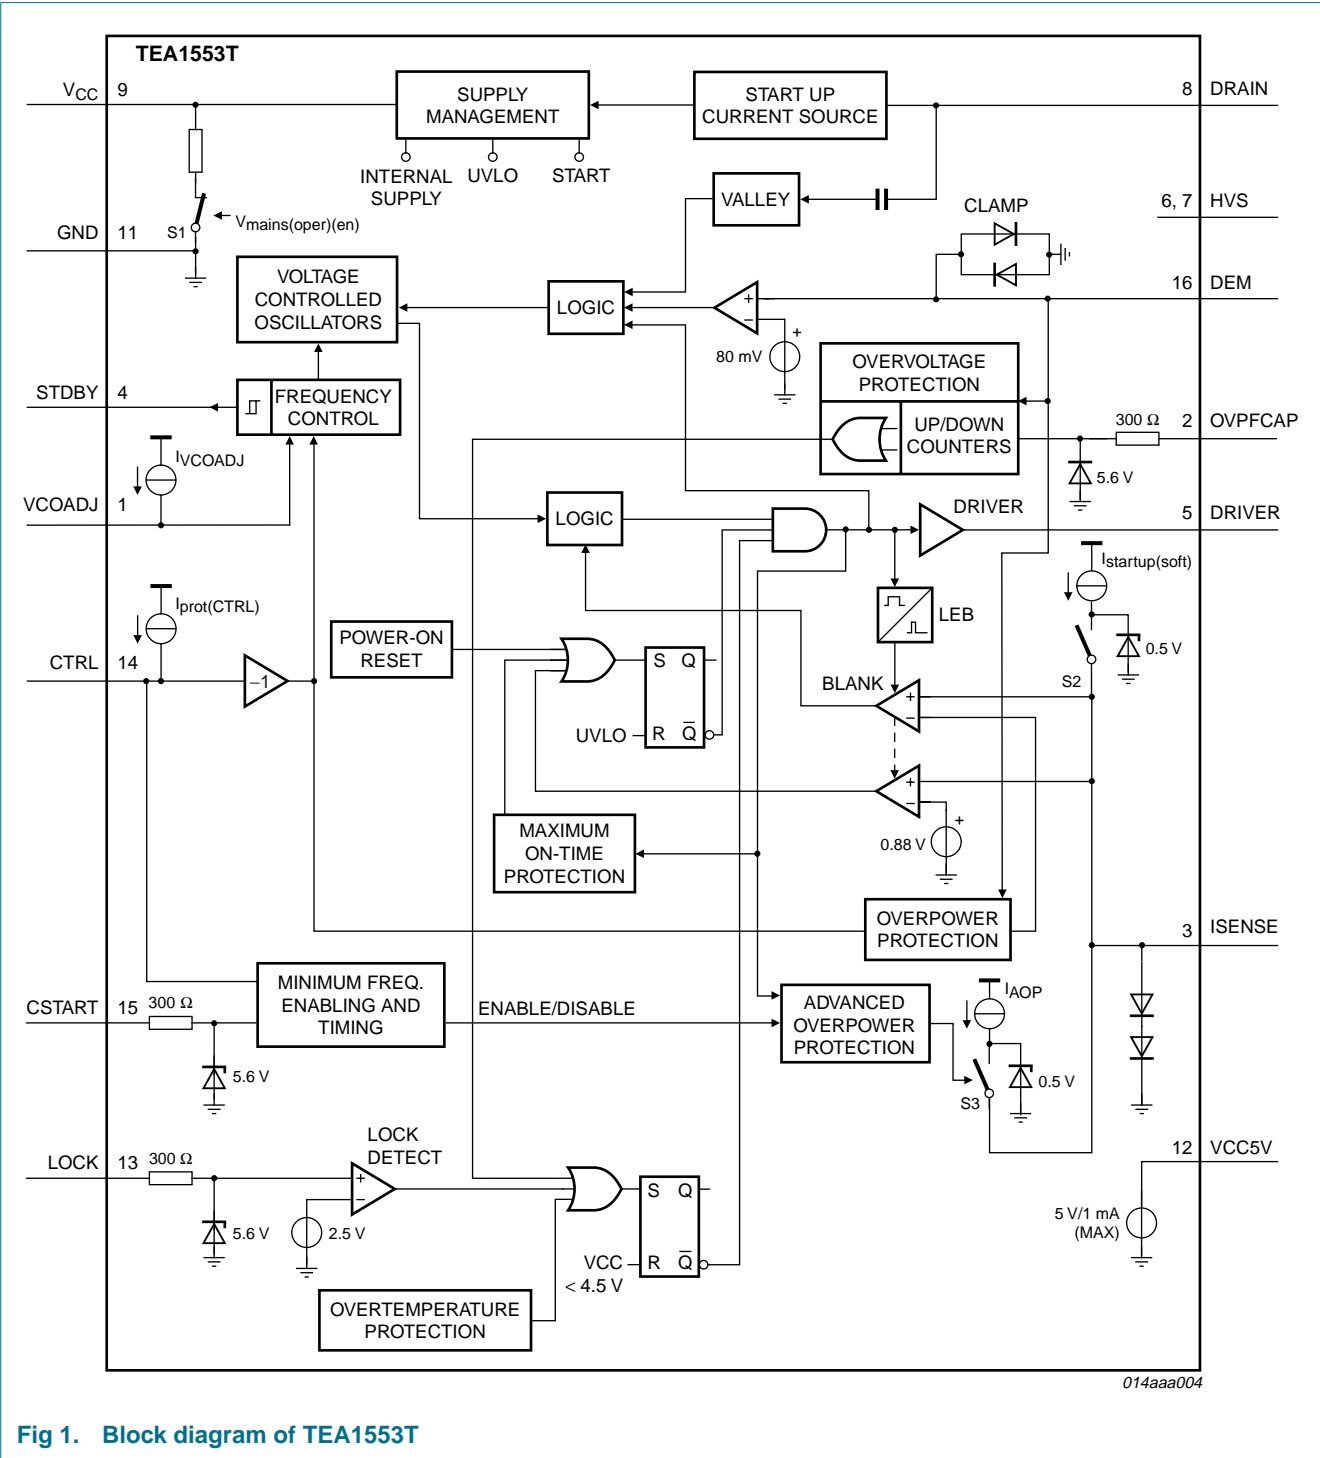 TEA1553T
VCC 9
SUPPLY
MANAGEMENT
START UP
CURRENT SOURCE
8 DRAIN
INTERNAL
SUPPLY
UVLO
START
VALLEY
CLAMP
6, 7 HVS
S1
Vmains(oper)(en)
GND 11
VOLTAGE
CONTROLLED
OSCILLATORS
LOGIC
+
−
16 DEM
80 mV
+
OVERVOLTAGE
PROTECTION
UP/DOWN
COUNTERS
STDBY 4
FREQUENCY
CONTROL
300 Ω
2 OVPFCAP
5.6 V
IVCOADJ
VCOADJ 1
LOGIC
DRIVER
5 DRIVER
Istartup(soft)
0.5 V
S2
LEB
Iprot(CTRL)
CTRL 14
−1
POWER-ON
RESET
S Q
R Q
UVLO
BLANK
+
−
+
−
0.88 V
+
MAXIMUM
ON-TIME
PROTECTION
OVERPOWER
PROTECTION
3 ISENSE
MINIMUM FREQ.
ENABLING AND
TIMING
CSTART 15 300 Ω
5.6 V
ENABLE/DISABLE
ADVANCED
OVERPOWER
PROTECTION
IAOP
0.5 V
S3
LOCK 13 300 Ω
5.6 V
LOCK
DETECT
+
−
2.5 V
S Q
R Q
VCC
< 4.5 V
12 VCC5V
5 V/1 mA
(MAX)
OVERTEMPERATURE
PROTECTION
014aaa004
Fig 1. Block diagram of TEA1553T